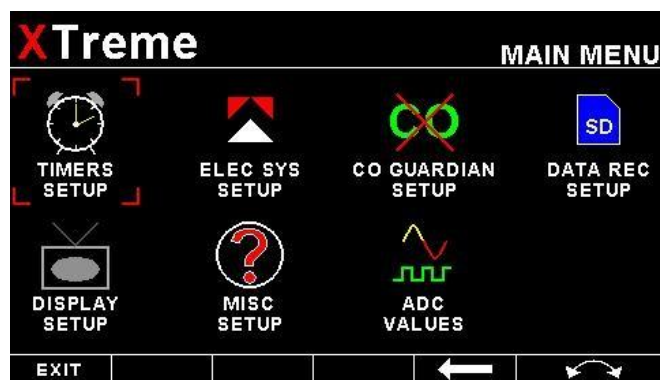 XTreme
MAIN MENU
TIMERS
SETUP
ELEC SYS
SETUP
CO
CO GUARDIAN
SETUP
SD
DATA REC
SETUP
DISPLAY
SETUP
?
MISC
SETUP
ADC
VALUES
EXIT